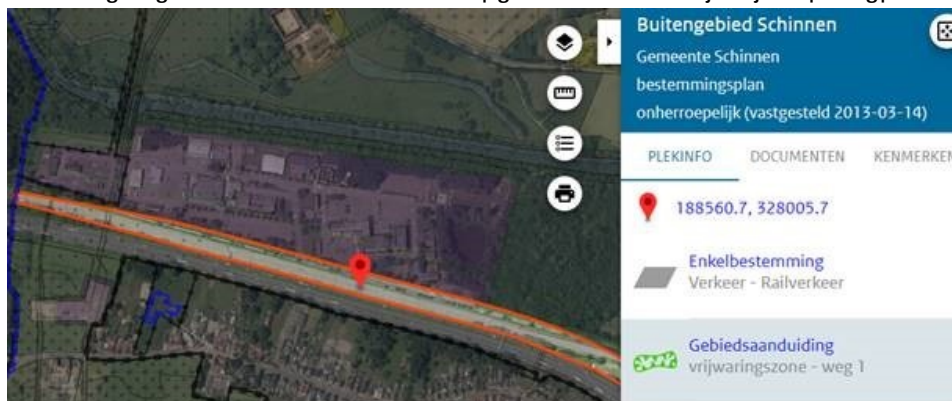 Buitengebied Schinnen
Gemeente Schinnen
bestemmingsplan
onherroepelijk (vastgesteld 2013-03-14)
PLEKINFO DOCUMENTEN KENMERKEN
188560.7, 328005.7
Enkelbestemming
Verkeer - Railverkeer
Gebiedsaanduiding
vrijwaringszone - weg 1